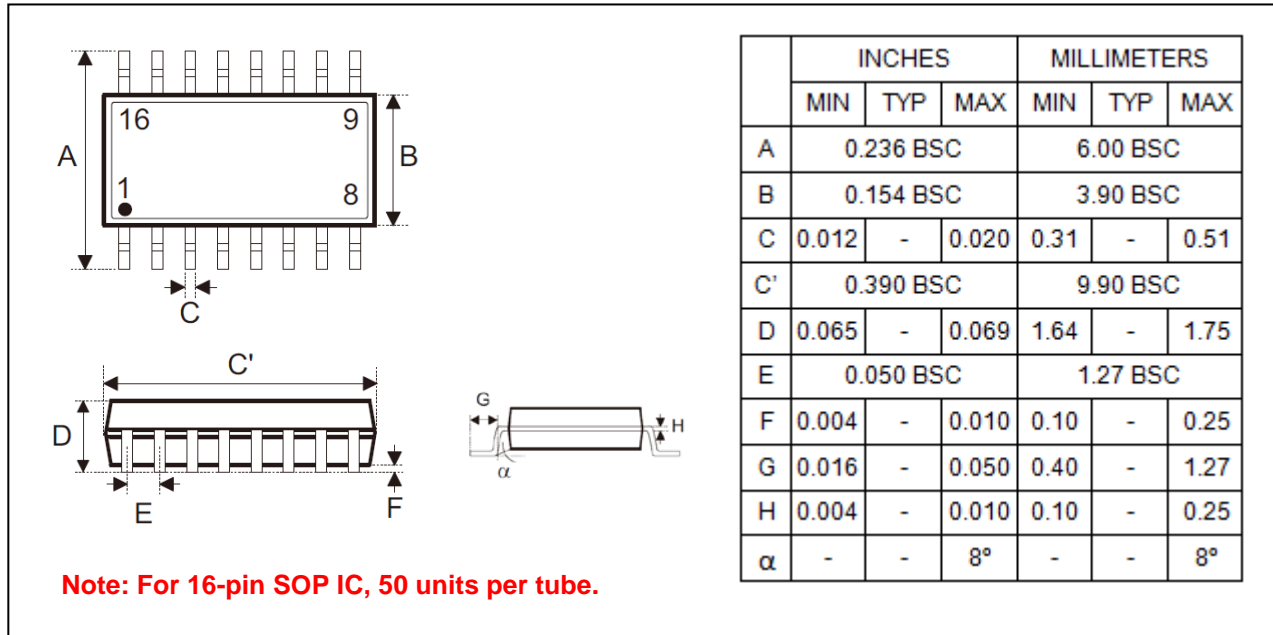 A
16 9
B
1 8
C
C'
D
E
F
G
H
α
Note: For 16-pin SOP IC, 50 units per tube.
INCHES MILLIMETERS
MIN TYP MAX MIN TYP MAX
A 0.236 BSC 6.00 BSC
B 0.154 BSC 3.90 BSC
C 0.012 - 0.020 0.31 - 0.51
C' 0.390 BSC 9.90 BSC
D 0.065 - 0.069 1.64 - 1.75
E 0.050 BSC 1.27 BSC
F 0.004 - 0.010 0.10 - 0.25
G 0.016 - 0.050 0.40 - 1.27
H 0.004 - 0.010 0.10 - 0.25
α - - 8º - - 8º